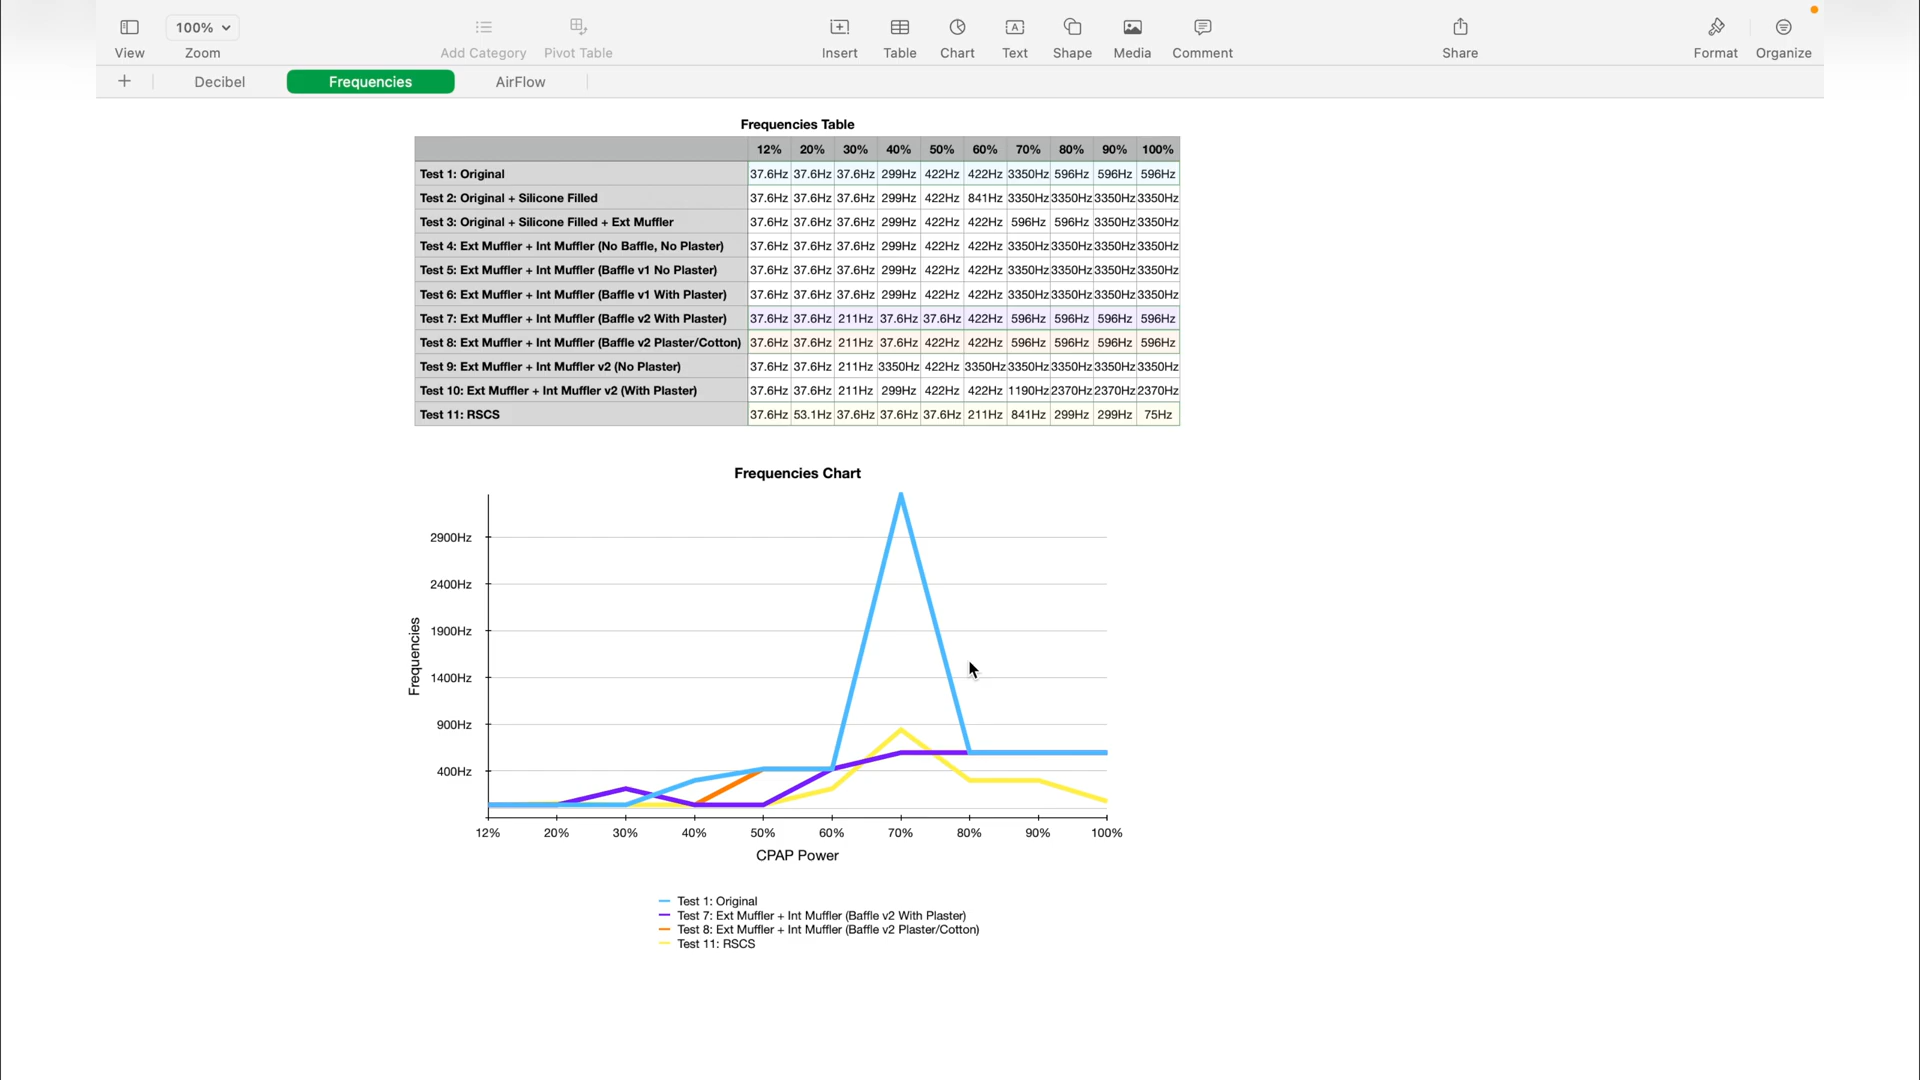 100%
View Zoom Add Category Pivot Table Insert Table Chart Text Shape Media Comment Share Format Organize
Decibel Frequencies AirFlow
Frequencies Table
12% 20% 30% 40% 50% 60% 70% 80% 90% 100%
Test 1: Original 37.6Hz 37.6Hz 37.6Hz 299Hz 422Hz 422Hz 3350Hz 596Hz 596Hz 596Hz
Test 2: Original + Silicone Filled 37.6Hz 37.6Hz 37.6Hz 299Hz 422Hz 841Hz 3350Hz 3350Hz 3350Hz 3350Hz
Test 3: Original + Silicone Filled + Ext Muffler 37.6Hz 37.6Hz 37.6Hz 299Hz 422Hz 422Hz 596Hz 596Hz 3350Hz 3350Hz
Test 4: Ext Muffler + Int Muffler (No Baffle, No Plaster) 37.6Hz 37.6Hz 37.6Hz 299Hz 422Hz 422Hz 3350Hz 3350Hz 3350Hz 3350Hz
Test 5: Ext Muffler + Int Muffler (Baffle v1 No Plaster) 37.6Hz 37.6Hz 37.6Hz 299Hz 422Hz 422Hz 3350Hz 3350Hz 3350Hz 3350Hz
Test 6: Ext Muffler + Int Muffler (Baffle v1 With Plaster) 37.6Hz 37.6Hz 37.6Hz 299Hz 422Hz 422Hz 3350Hz 3350Hz 3350Hz 3350Hz
Test 7: Ext Muffler + Int Muffler (Baffle v2 With Plaster) 37.6Hz 37.6Hz 211Hz 37.6Hz 37.6Hz 422Hz 596Hz 596Hz 596Hz 596Hz
Test 8: Ext Muffler + Int Muffler (Baffle v2 Plaster/Cotton) 37.6Hz 37.6Hz 211Hz 37.6Hz 422Hz 422Hz 596Hz 596Hz 596Hz 596Hz
Test 9: Ext Muffler + Int Muffler v2 (No Plaster) 37.6Hz 37.6Hz 211Hz 3350Hz 422Hz 3350Hz 3350Hz 3350Hz 3350Hz 3350Hz
Test 10: Ext Muffler + Int Muffler v2 (With Plaster) 37.6Hz 37.6Hz 211Hz 299Hz 422Hz 422Hz 1190Hz 2370Hz 2370Hz 2370Hz
Test 11: RSCS 37.6Hz 53.1Hz 37.6Hz 37.6Hz 37.6Hz 211Hz 841Hz 299Hz 299Hz 75Hz
Frequencies Chart
2900Hz
2400Hz
1900Hz
1400Hz
900Hz
400Hz
Frequencies
12% 20% 30% 40% 50% 60% 70% 80% 90% 100%
CPAP Power
Test 1: Original
Test 7: Ext Muffler + Int Muffler (Baffle v2 With Plaster)
Test 8: Ext Muffler + Int Muffler (Baffle v2 Plaster/Cotton)
Test 11: RSCS